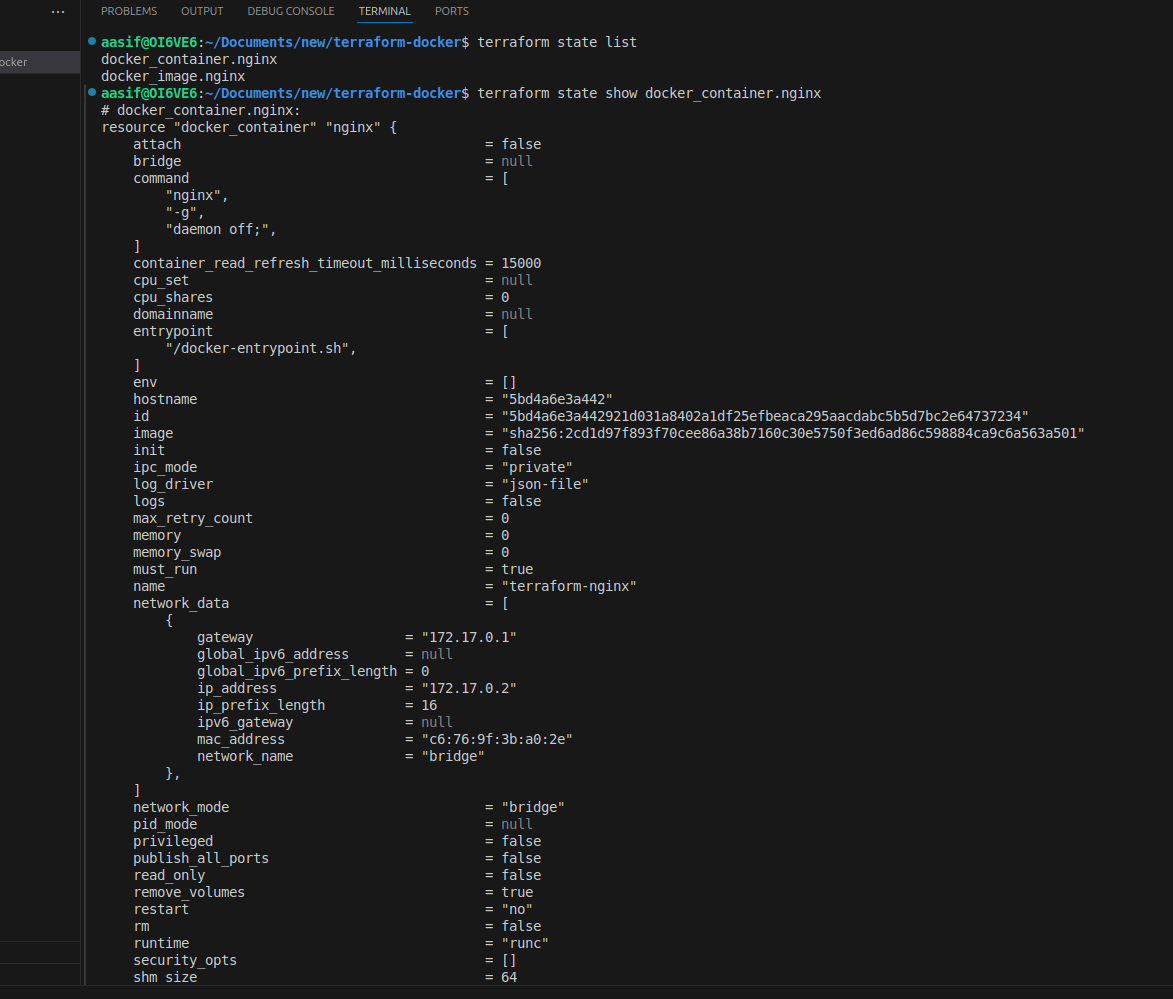 PROBLEMS OUTPUT DEBUG CONSOLE TERMINAL PORTS
ocker
aasif@OI6VE6:~/Documents/new/terraform-docker$ terraform state list
docker_container.nginx
docker_image.nginx
aasif@OI6VE6:~/Documents/new/terraform-docker$ terraform state show docker_container.nginx
# docker_container.nginx:
resource "docker_container" "nginx" {
    attach                                      = false
    bridge                                      = null
    command                                     = [
        "nginx",
        "-g",
        "daemon off;",
    ]
    container_read_refresh_timeout_milliseconds = 15000
    cpu_set                                     = null
    cpu_shares                                  = 0
    domainname                                  = null
    entrypoint                                  = [
        "/docker-entrypoint.sh",
    ]
    env                                         = []
    hostname                                    = "5bd4a6e3a442"
    id                                          = "5bd4a6e3a442921d031a8402a1df25efbeaca295aacdabc5b5d7bc2e64737234"
    image                                       = "sha256:2cd1d97f893f70cee86a38b7160c30e5750f3ed6ad86c598884ca9c6a563a501"
    init                                        = false
    ipc_mode                                    = "private"
    log_driver                                  = "json-file"
    logs                                        = false
    max_retry_count                             = 0
    memory                                      = 0
    memory_swap                                 = 0
    must_run                                    = true
    name                                        = "terraform-nginx"
    network_data                                = [
        {
            gateway                   = "172.17.0.1"
            global_ipv6_address       = null
            global_ipv6_prefix_length = 0
            ip_address                = "172.17.0.2"
            ip_prefix_length          = 16
            ipv6_gateway              = null
            mac_address               = "c6:76:9f:3b:a0:2e"
            network_name              = "bridge"
        },
    ]
    network_mode                                = "bridge"
    pid_mode                                    = null
    privileged                                  = false
    publish_all_ports                           = false
    read_only                                   = false
    remove_volumes                              = true
    restart                                     = "no"
    rm                                          = false
    runtime                                     = "runc"
    security_opts                               = []
    shm_size                                    = 64